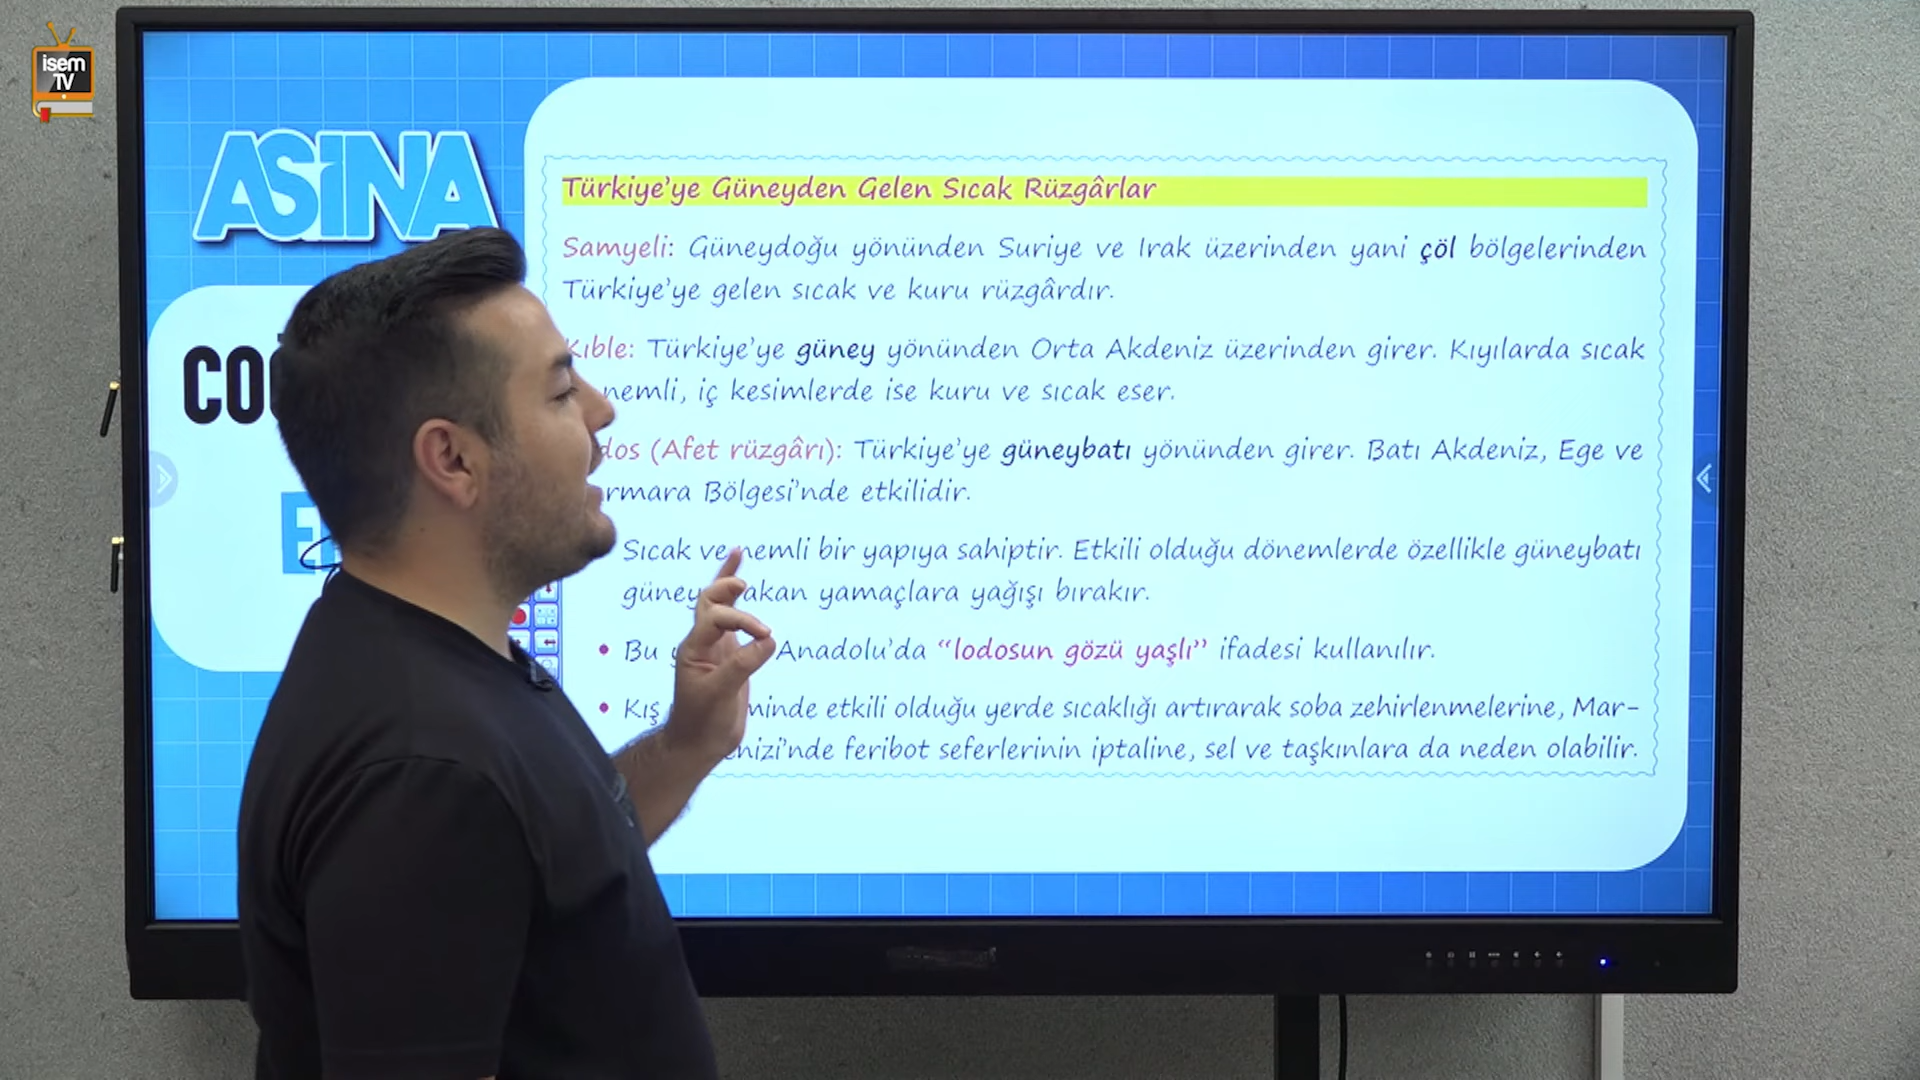 isem
TV
ASİNA
Türkiye'ye Güneyden Gelen Sıcak Rüzgârlar
Samyeli: Güneydoğu yönünden Suriye ve Irak üzerinden yani çöl bölgelerinden
Türkiye'ye gelen sıcak ve kuru rüzgârdır.
Kıble: Türkiye'ye güney yönünden Orta Akdeniz üzerinden girer. Kıyılarda sıcak
nemli, iç kesimlerde ise kuru ve sıcak eser.
dos (Afet rüzgârı): Türkiye'ye güneybatı yönünden girer. Batı Akdeniz, Ege ve
rmara Bölgesi'nde etkilidir.
Sıcak ve nemli bir yapıya sahiptir. Etkili olduğu dönemlerde özellikle güneybatı
güney akan yamaçlara yağışı bırakır.
• Bu Anadolu'da “lodosun gözü yaşlı” ifadesi kullanılır.
• Kış minde etkili olduğu yerde sıcaklığı artırarak soba zehirlenmelerine, Mar-
enizi'nde feribot seferlerinin iptaline, sel ve taşkınlara da neden olabilir.